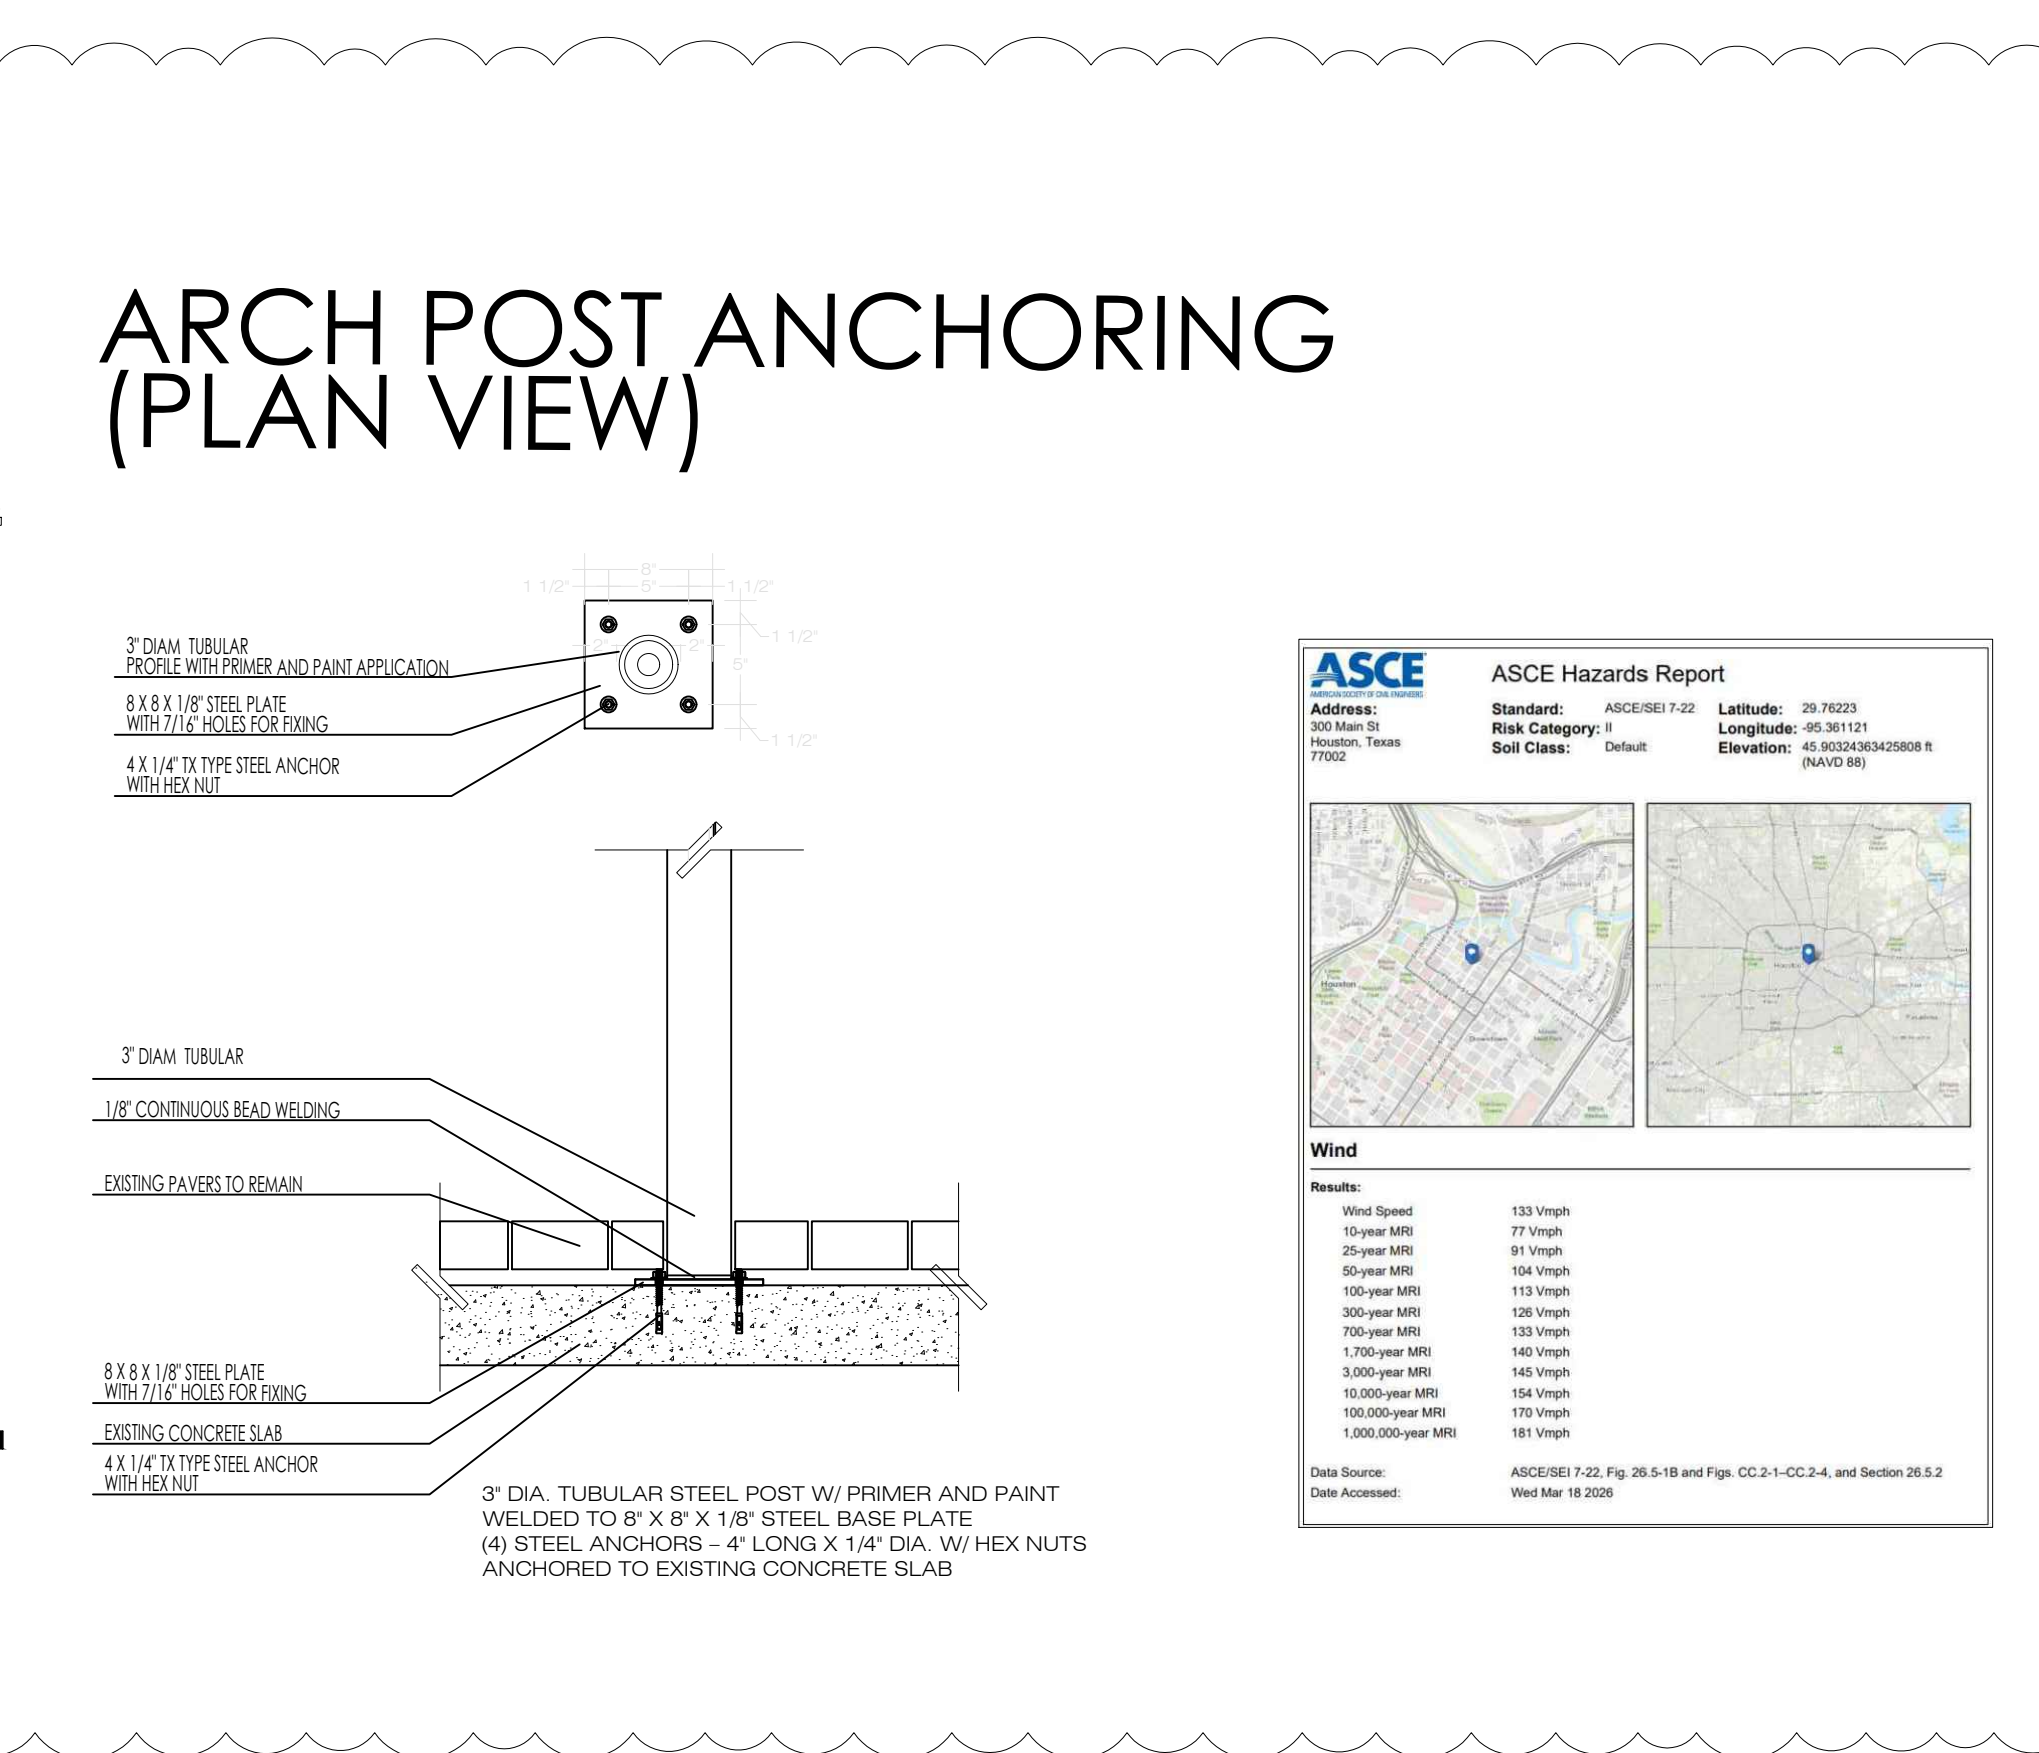 ARCH POST ANCHORING
(PLAN VIEW)
8"
1 1/2" 5" 1 1/2"
1 1/2"
2" 2"
5"
1 1/2"
3" DIAM TUBULAR
PROFILE WITH PRIMER AND PAINT APPLICATION
8 X 8 X 1/8" STEEL PLATE
WITH 7/16" HOLES FOR FIXING
4 X 1/4" TX TYPE STEEL ANCHOR
WITH HEX NUT
3" DIAM TUBULAR
1/8" CONTINUOUS BEAD WELDING
EXISTING PAVERS TO REMAIN
8 X 8 X 1/8" STEEL PLATE
WITH 7/16" HOLES FOR FIXING
EXISTING CONCRETE SLAB
4 X 1/4" TX TYPE STEEL ANCHOR
WITH HEX NUT
3" DIA. TUBULAR STEEL POST W/ PRIMER AND PAINT
WELDED TO 8" X 8" X 1/8" STEEL BASE PLATE
(4) STEEL ANCHORS – 4" LONG X 1/4" DIA. W/ HEX NUTS
ANCHORED TO EXISTING CONCRETE SLAB
ASCE
AMERICAN SOCIETY OF CIVIL ENGINEERS
ASCE Hazards Report
Address:
300 Main St
Houston, Texas
77002
Standard: ASCE/SEI 7-22
Risk Category: II
Soil Class: Default
Latitude: 29.76223
Longitude: -95.361121
Elevation: 45.90324363425808 ft
(NAVD 88)
Houston
Downtown
Wind
Results:
Wind Speed 133 Vmph
10-year MRI 77 Vmph
25-year MRI 91 Vmph
50-year MRI 104 Vmph
100-year MRI 113 Vmph
300-year MRI 126 Vmph
700-year MRI 133 Vmph
1,700-year MRI 140 Vmph
3,000-year MRI 145 Vmph
10,000-year MRI 154 Vmph
100,000-year MRI 170 Vmph
1,000,000-year MRI 181 Vmph
Data Source: ASCE/SEI 7-22, Fig. 26.5-1B and Figs. CC.2-1–CC.2-4, and Section 26.5.2
Date Accessed: Wed Mar 18 2026